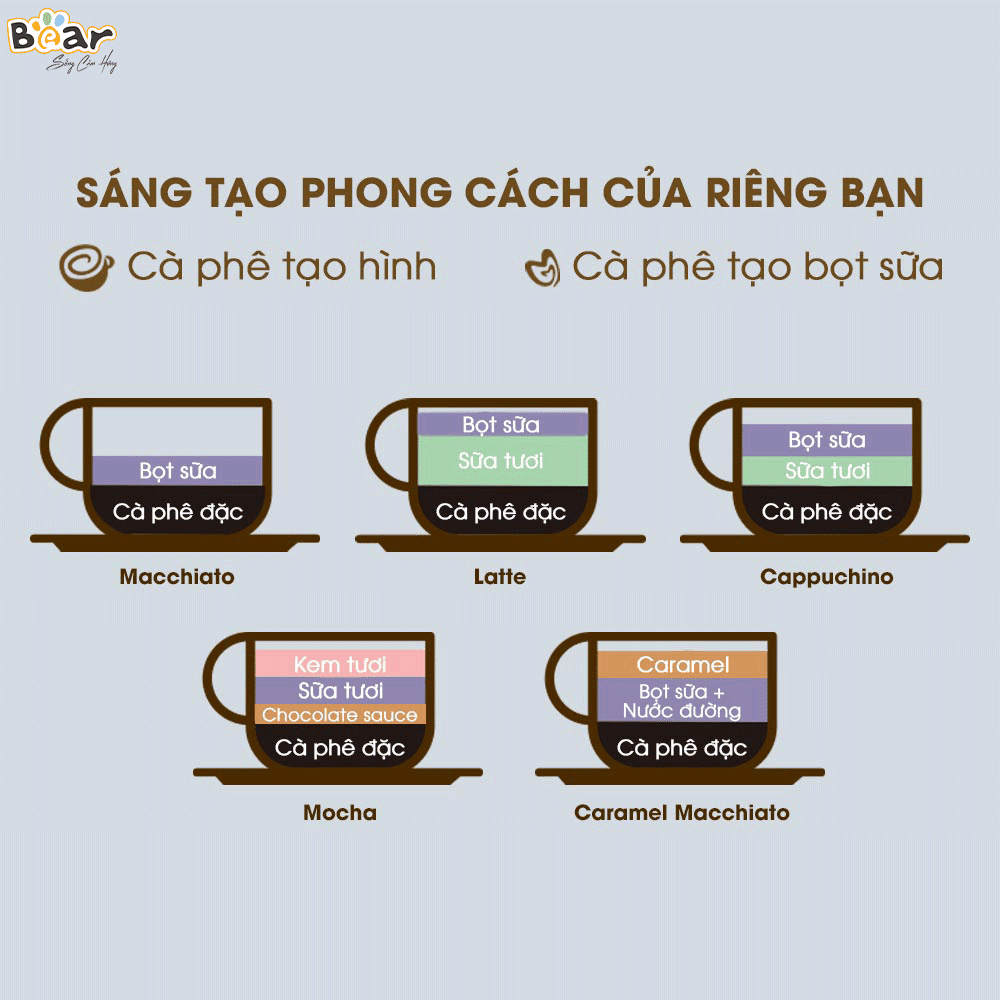 Bear
Sống Cảm Hứng
SÁNG TẠO PHONG CÁCH CỦA RIÊNG BẠN
Cà phê tạo hình
Cà phê tạo bọt sữa
Bọt sữa
Cà phê đặc
Macchiato
Bọt sữa
Sữa tươi
Cà phê đặc
Latte
Bọt sữa
Sữa tươi
Cà phê đặc
Cappuchino
Kem tươi
Sữa tươi
Chocolate sauce
Cà phê đặc
Mocha
Caramel
Bọt sữa +
Nước đường
Cà phê đặc
Caramel Macchiato